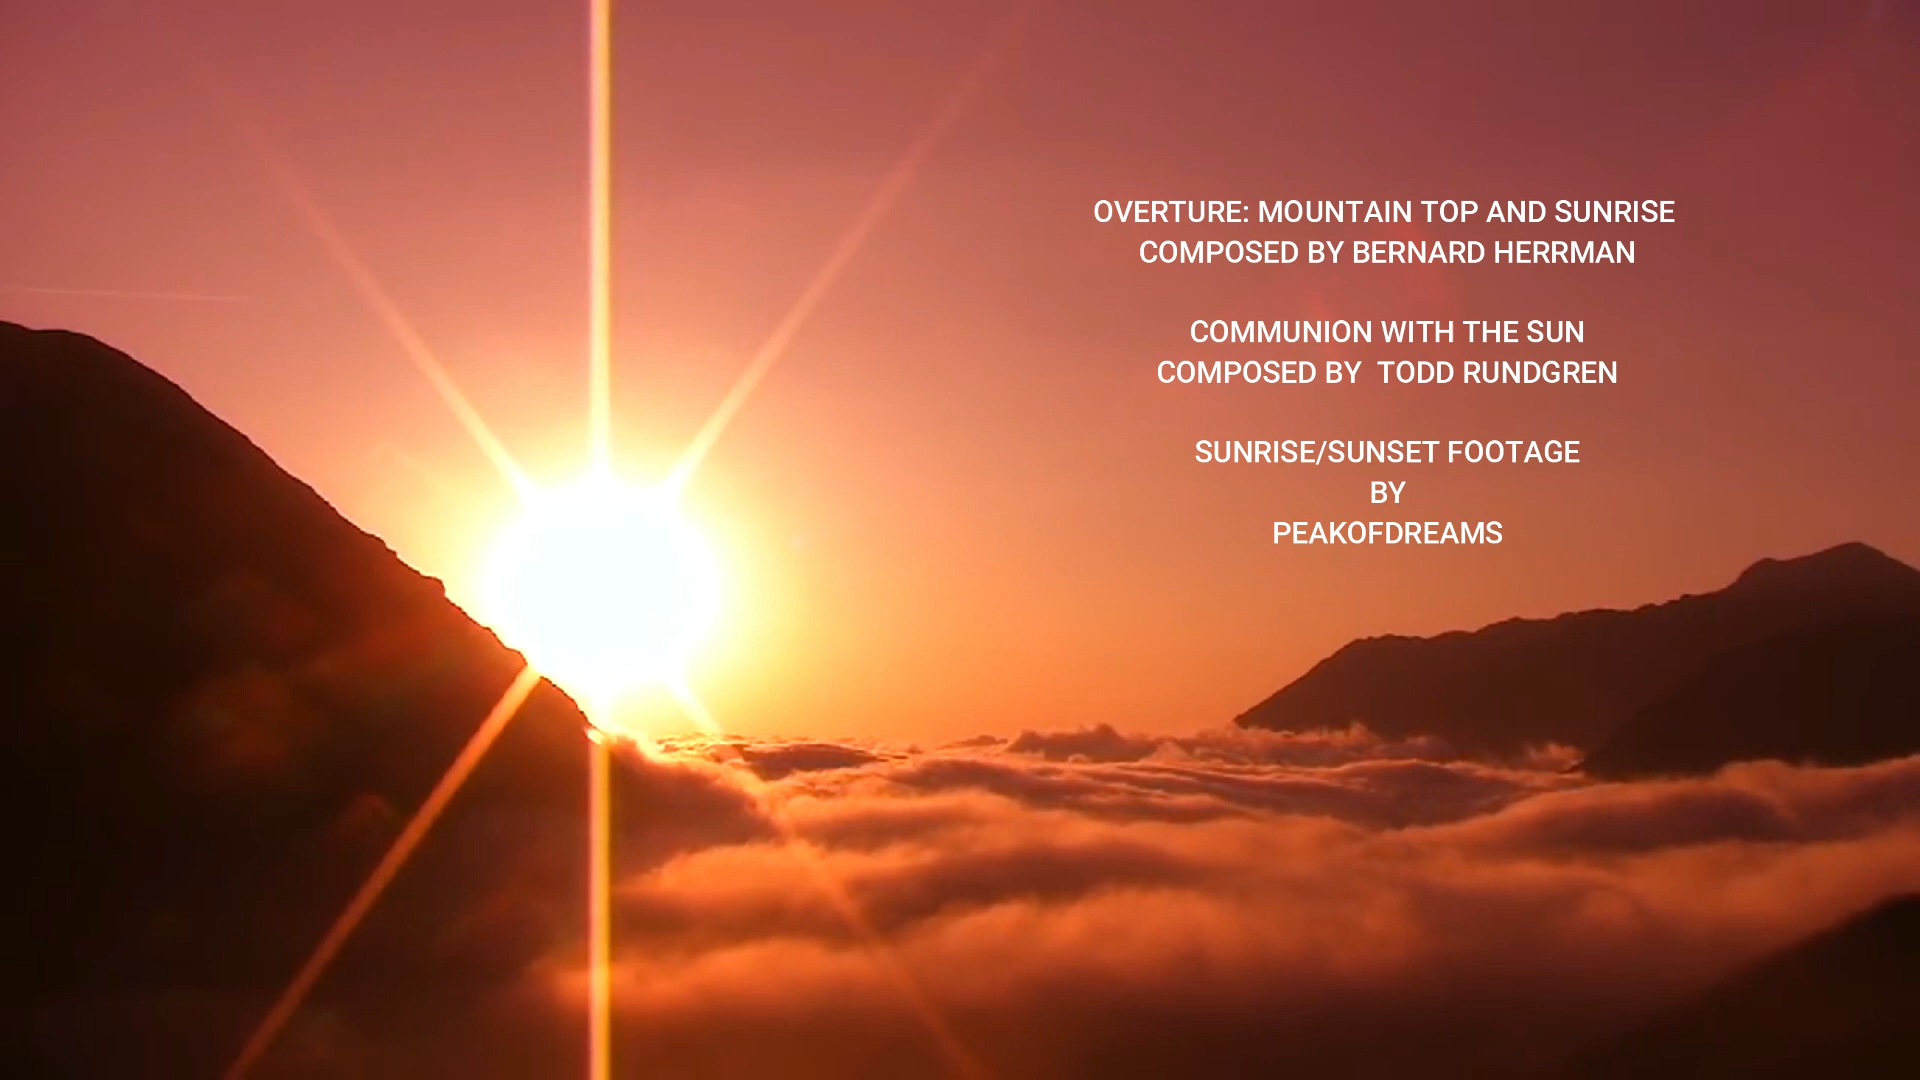 OVERTURE: MOUNTAIN TOP AND SUNRISE
COMPOSED BY BERNARD HERRMAN
COMMUNION WITH THE SUN
COMPOSED BY  TODD RUNDGREN
SUNRISE/SUNSET FOOTAGE
BY
PEAKOFDREAMS